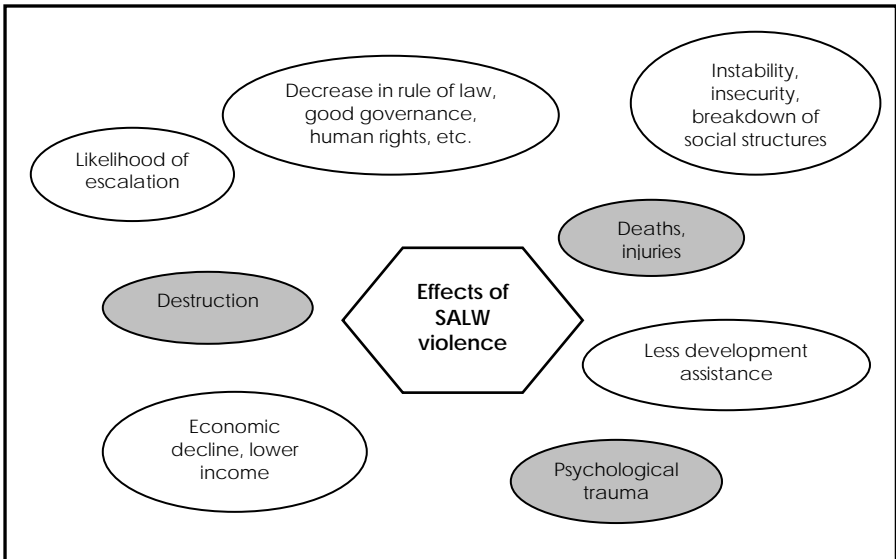 Decrease in rule of law,
good governance,
human rights, etc.
Instability,
insecurity,
breakdown of
social structures
Likelihood of
escalation
Deaths,
injuries
Destruction
Effects of
SALW
violence
Less development
assistance
Economic
decline, lower
income
Psychological
trauma